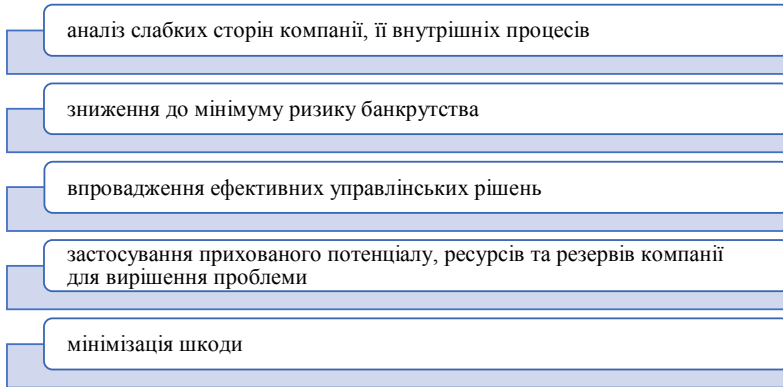 аналіз слабких сторін компанії, її внутрішніх процесів
зниження до мінімуму ризику банкрутства
впровадження ефективних управлінських рішень
застосування прихованого потенціалу, ресурсів та резервів компанії
для вирішення проблеми
мінімізація шкоди